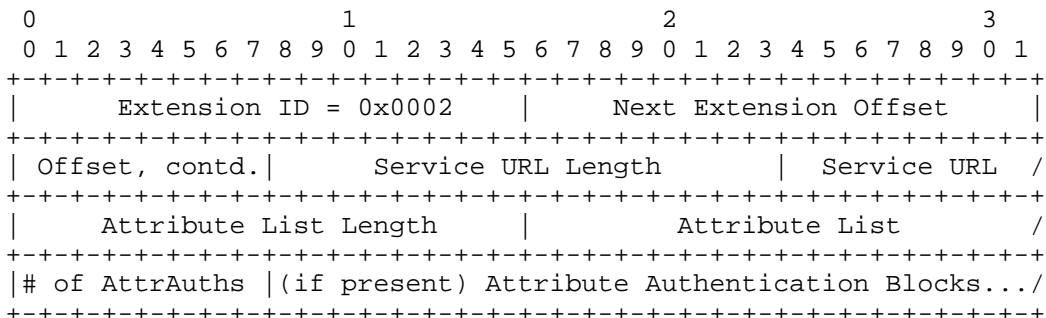 0                   1                   2                   3
 0 1 2 3 4 5 6 7 8 9 0 1 2 3 4 5 6 7 8 9 0 1 2 3 4 5 6 7 8 9 0 1
+-+-+-+-+-+-+-+-+-+-+-+-+-+-+-+-+-+-+-+-+-+-+-+-+-+-+-+-+-+-+-+-+
|      Extension ID = 0x0002    |     Next Extension Offset     |
+-+-+-+-+-+-+-+-+-+-+-+-+-+-+-+-+-+-+-+-+-+-+-+-+-+-+-+-+-+-+-+-+
| Offset, contd.|      Service URL Length       |  Service URL  /
+-+-+-+-+-+-+-+-+-+-+-+-+-+-+-+-+-+-+-+-+-+-+-+-+-+-+-+-+-+-+-+-+
|     Attribute List Length     |         Attribute List        /
+-+-+-+-+-+-+-+-+-+-+-+-+-+-+-+-+-+-+-+-+-+-+-+-+-+-+-+-+-+-+-+-+
|# of AttrAuths |(if present) Attribute Authentication Blocks.../
+-+-+-+-+-+-+-+-+-+-+-+-+-+-+-+-+-+-+-+-+-+-+-+-+-+-+-+-+-+-+-+-+